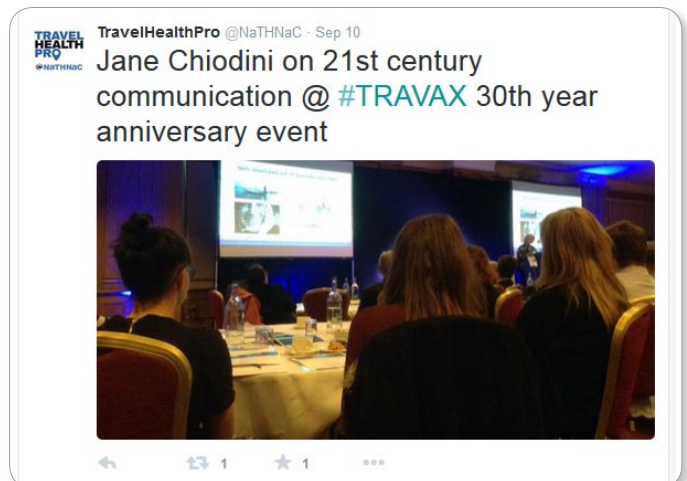 TRAVEL
HEALTH
PRO
@NaTHNaC
TravelHealthPro @NaTHNaC · Sep 10
Jane Chiodini on 21st century
communication @ #TRAVAX 30th year
anniversary event
1
1